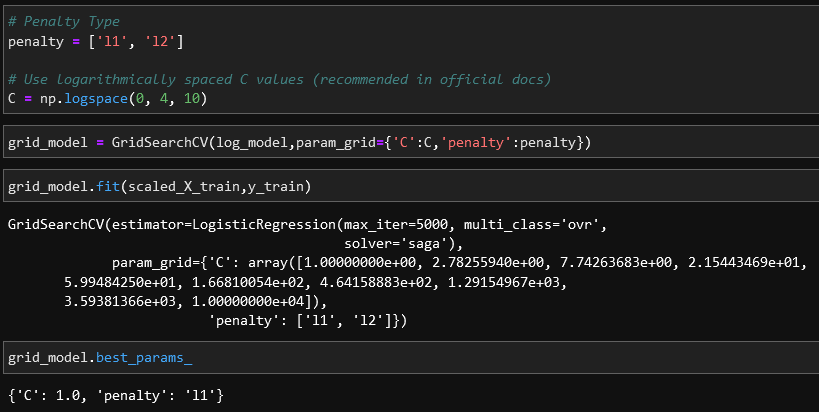 # Penalty Type
penalty = ['l1', 'l2']
# Use logarithmically spaced C values (recommended in official docs)
C = np.logspace(0, 4, 10)
grid_model = GridSearchCV(log_model,param_grid={'C':C,'penalty':penalty})
grid_model.fit(scaled_X_train,y_train)
GridSearchCV(estimator=LogisticRegression(max_iter=5000, multi_class='ovr',
solver='saga'),
param_grid={'C': array([1.00000000e+00, 2.78255940e+00, 7.74263683e+00, 2.15443469e+01,
5.99484250e+01, 1.66810054e+02, 4.64158883e+02, 1.29154967e+03,
3.59381366e+03, 1.00000000e+04]),
'penalty': ['l1', 'l2']})
grid_model.best_params_
{'C': 1.0, 'penalty': 'l1'}